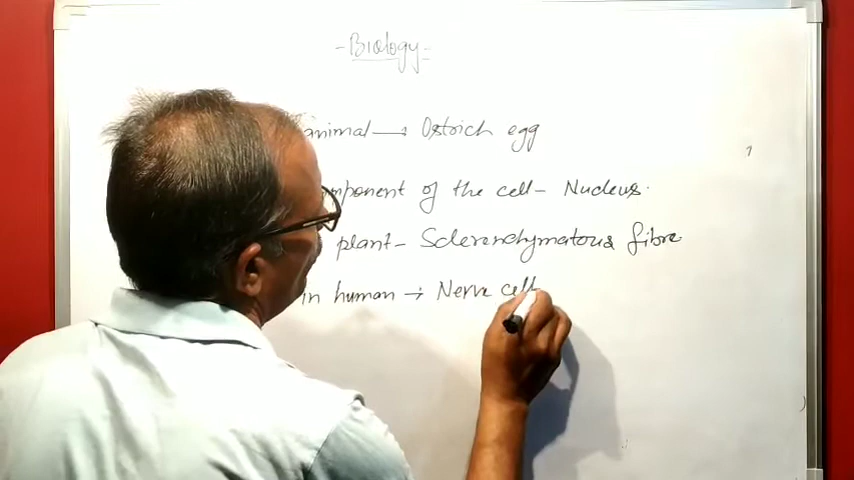 - Biology -
animal → Ostrich egg
mponent of the cell - Nucleus.
plant - Sclerenchymatous fibre
in human → Nerve cell